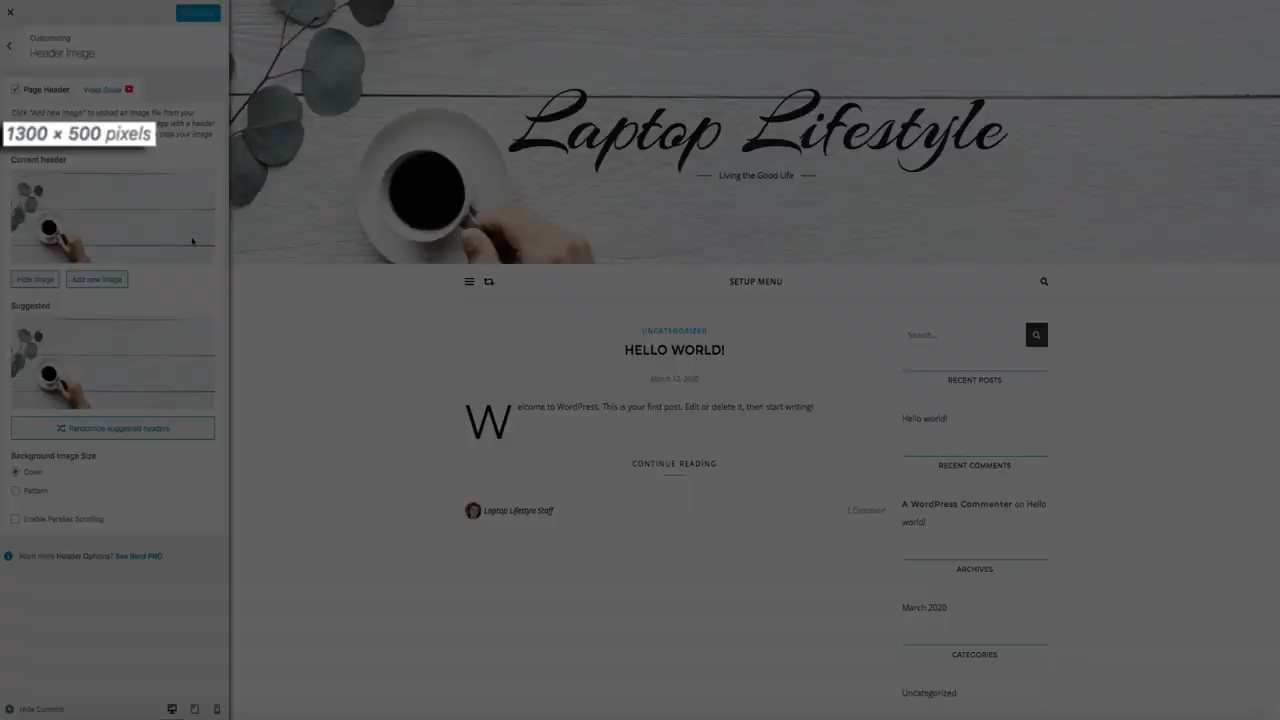 Customizing
Header Image
Page Header
Video Guide
Click "Add new image" to upload an image file from your
with a header
1300 × 500 pixels
crop your image
Current header
Hide image
Add new image
Suggested
Randomize suggested headers
Background Image Size
Cover
Pattern
Enable Parallax Scrolling
Want more Header Options? See Bard PRO
Hide Controls
Laptop Lifestyle
Living the Good Life
SETUP MENU
UNCATEGORIZED
HELLO WORLD!
March 12, 2020
Welcome to WordPress. This is your first post. Edit or delete it, then start writing!
CONTINUE READING
Laptop Lifestyle Staff
1 Comment
Search...
RECENT POSTS
Hello world!
RECENT COMMENTS
A WordPress Commenter on Hello
world!
ARCHIVES
March 2020
CATEGORIES
Uncategorized